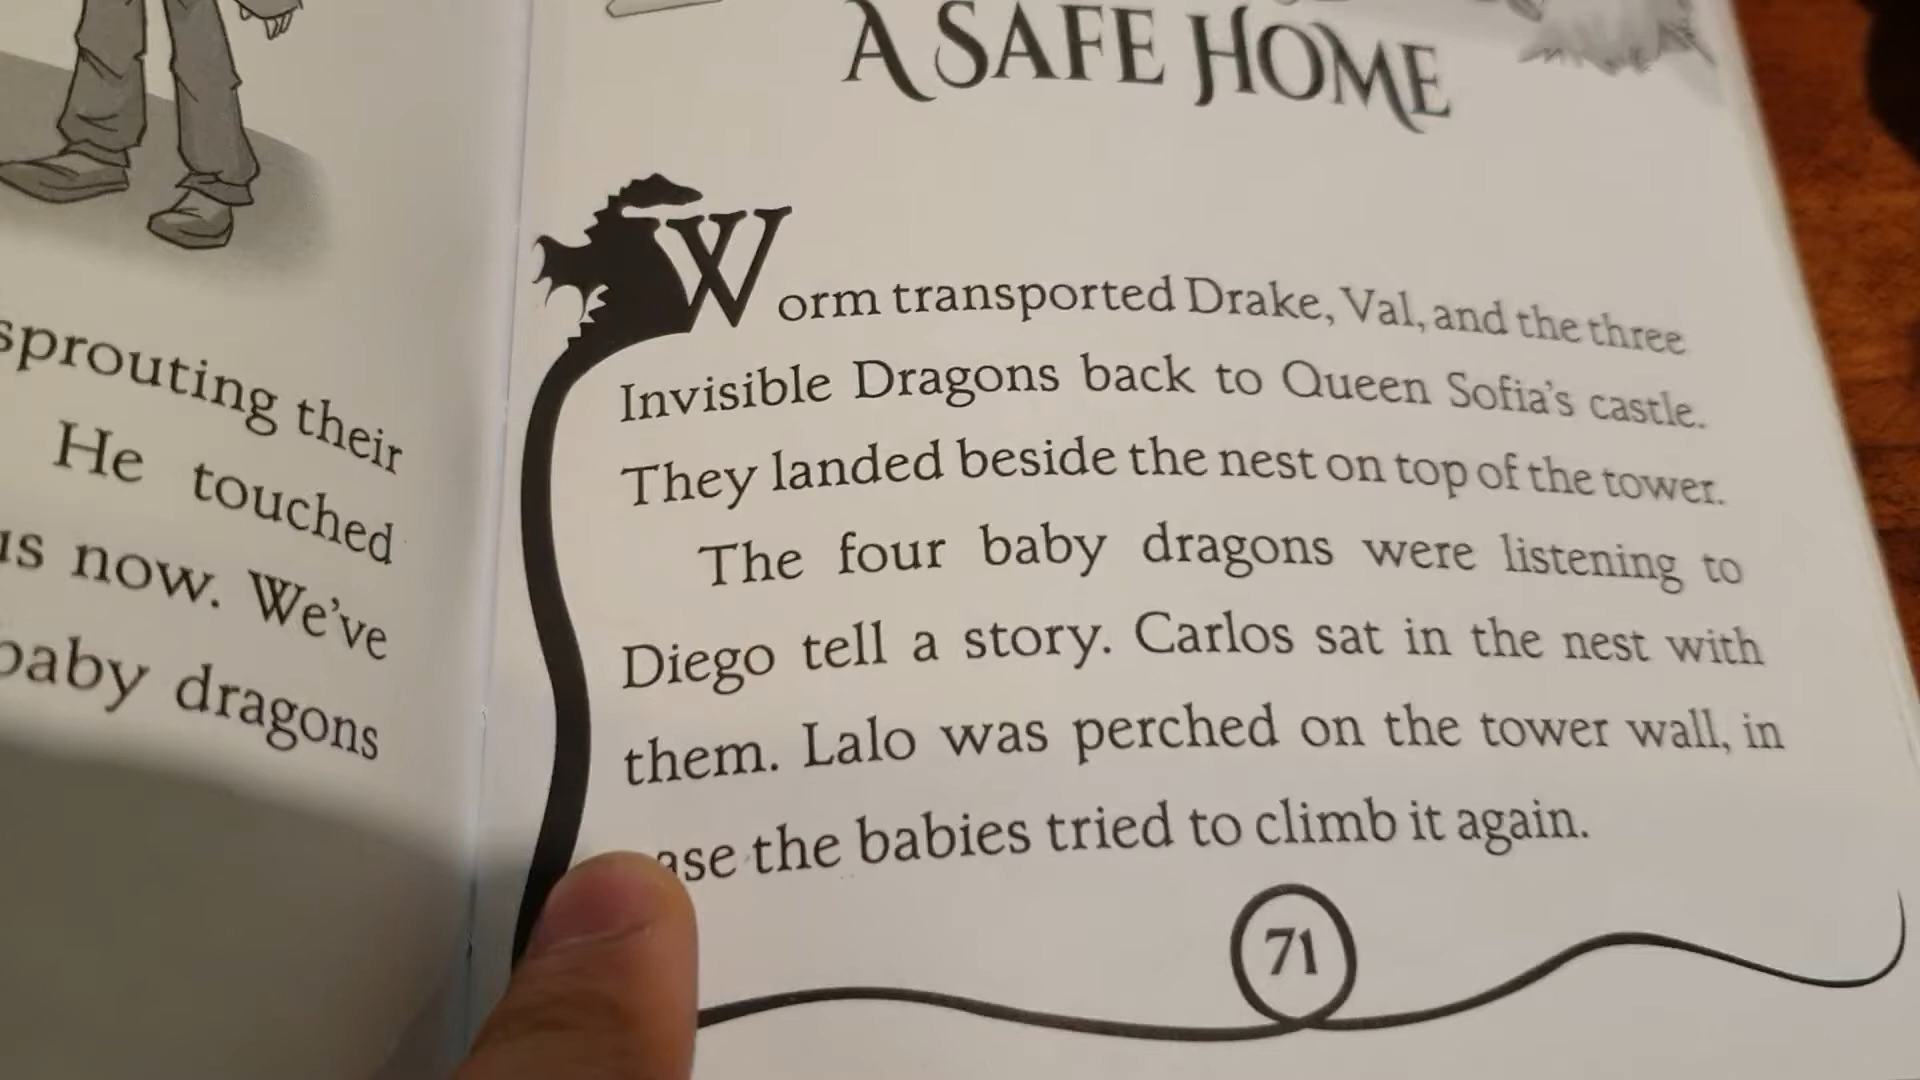 sprouting their
He touched
us now. We've
baby dragons
A SAFE HOME
Worm transported Drake, Val, and the three
Invisible Dragons back to Queen Sofia's castle.
They landed beside the nest on top of the tower.
The four baby dragons were listening to
Diego tell a story. Carlos sat in the nest with
them. Lalo was perched on the tower wall, in
ase the babies tried to climb it again.
71